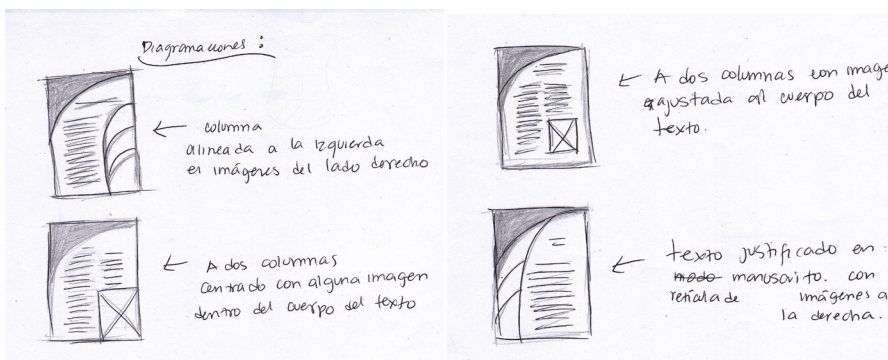 Diagramaciones:
columna
alineada a la izquierda
en imágenes del lado derecho
A dos columnas
centrado con alguna imagen
dentro del cuerpo del texto
A dos columnas con image
ajustada al cuerpo del
texto.
texto justificado en
modo manuscrito. con
retícula de imágenes a
la derecha.